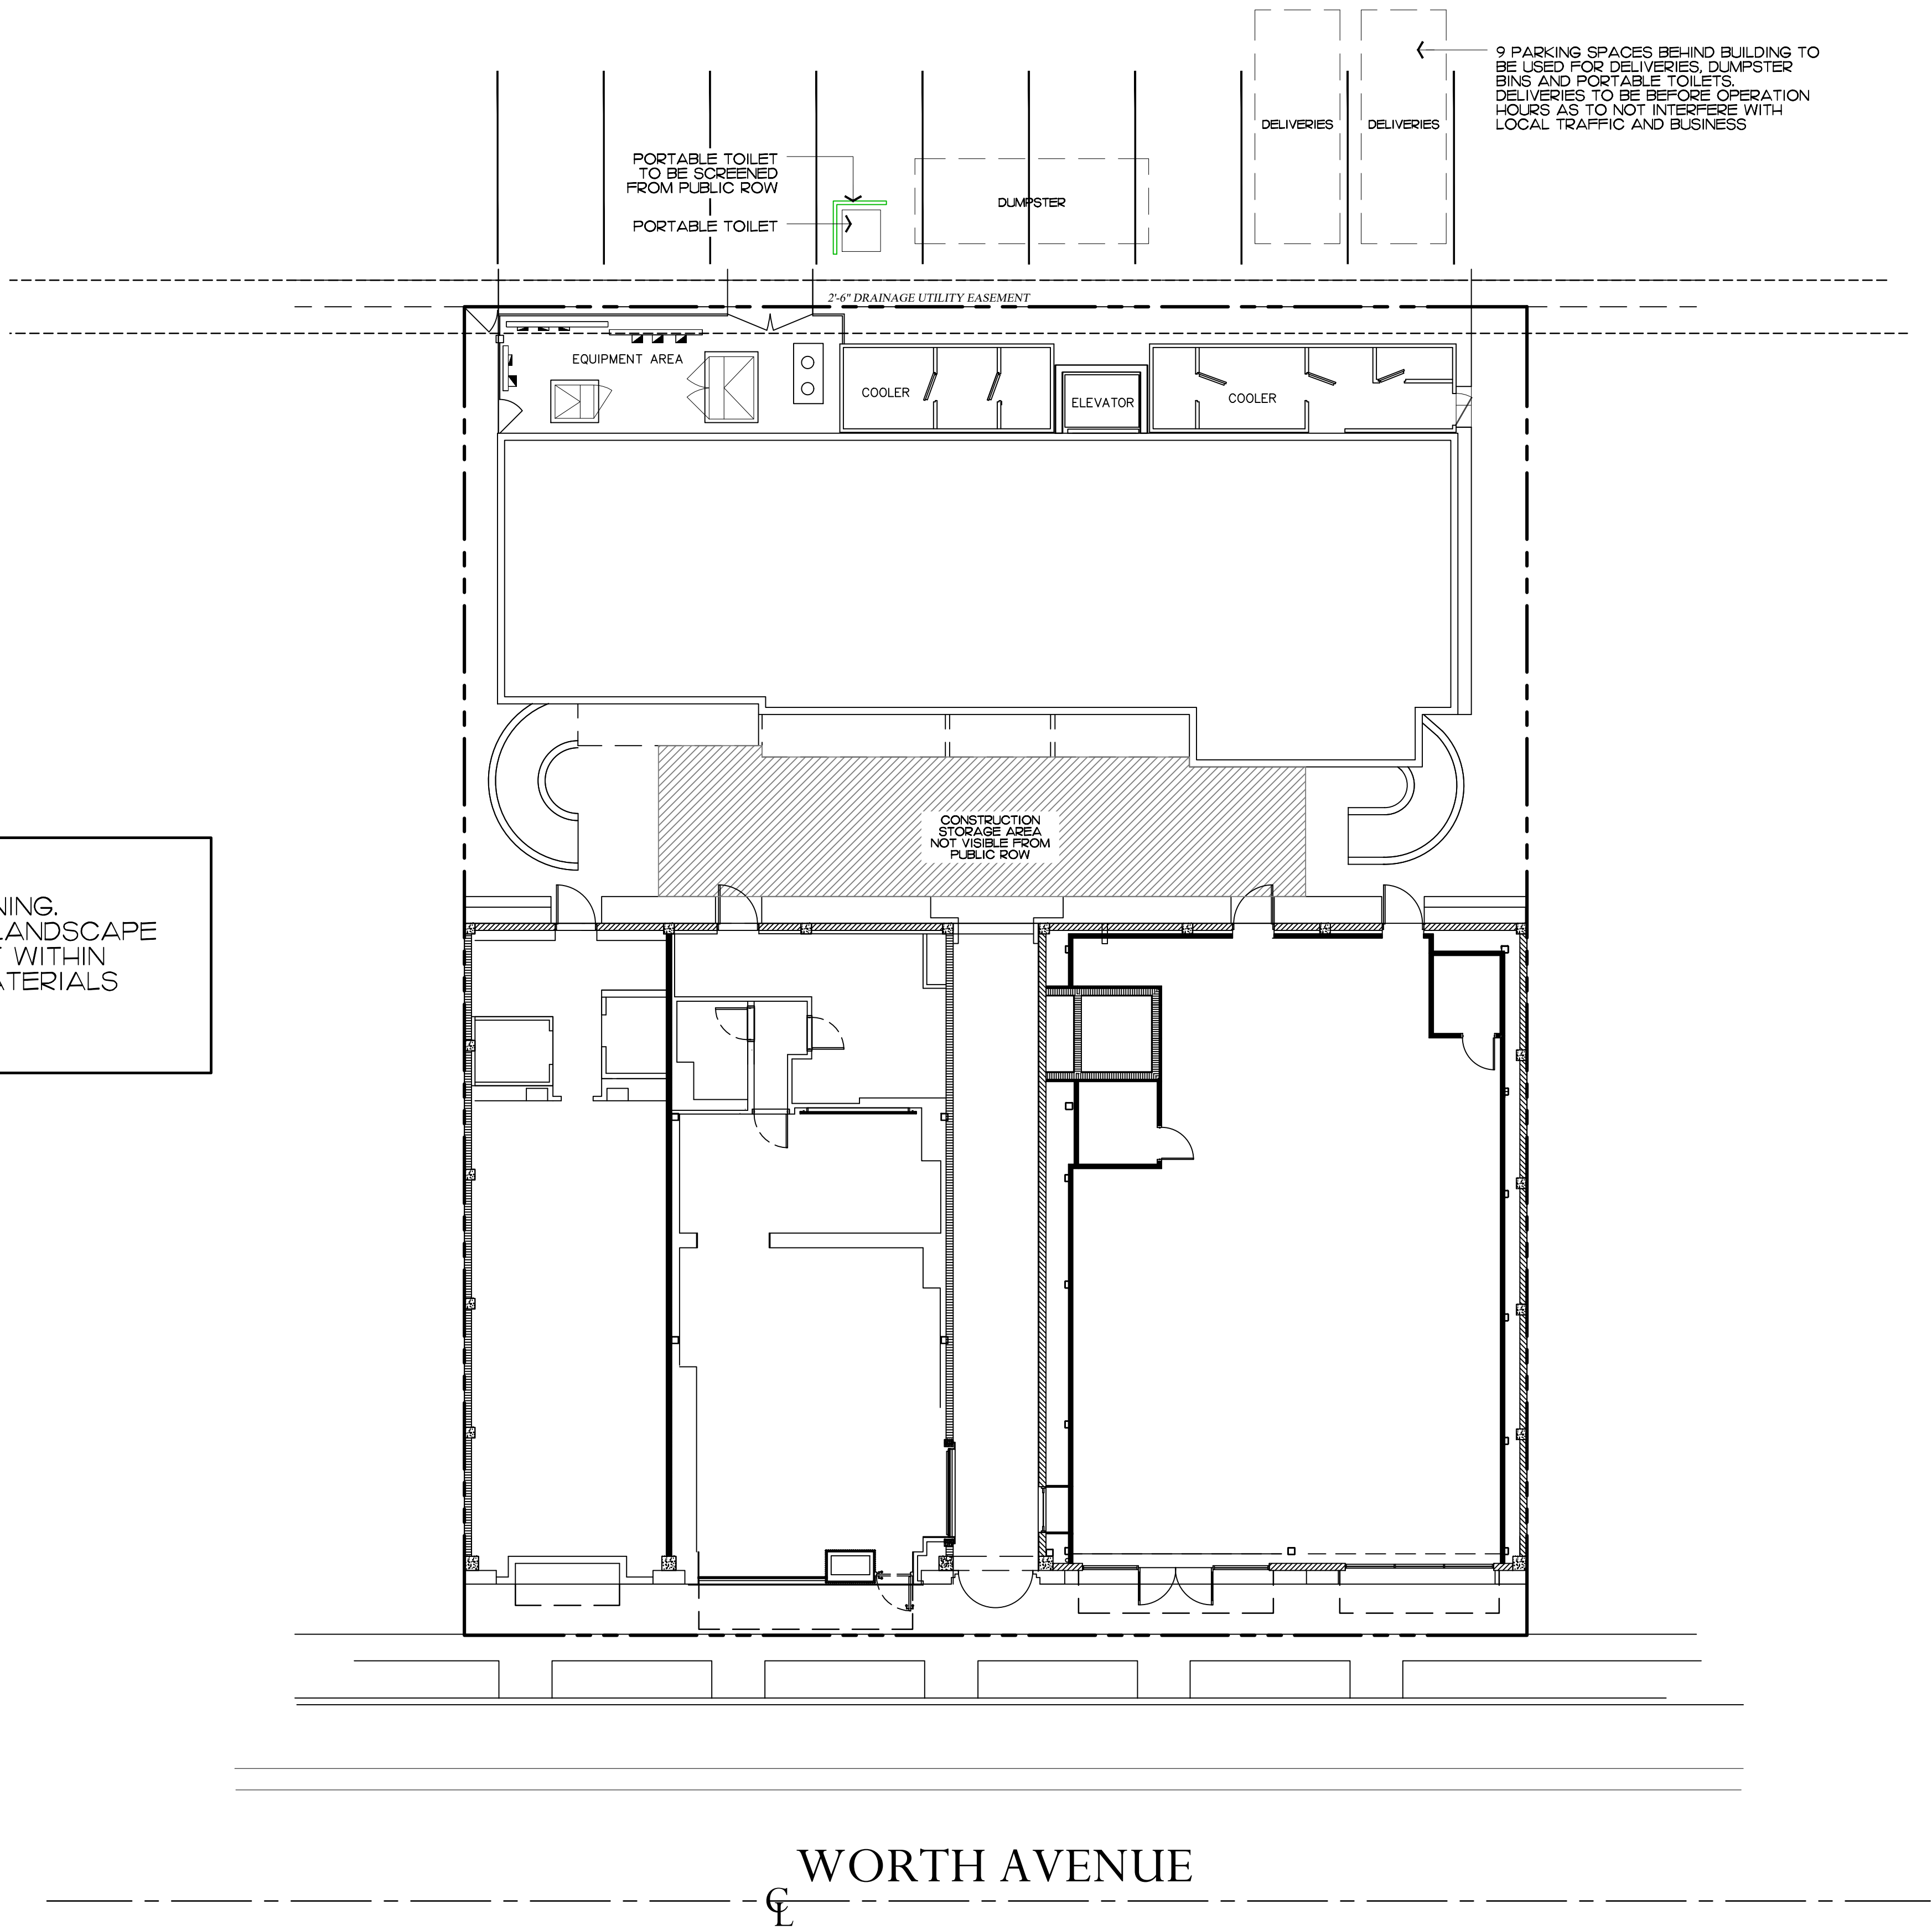 9 PARKING SPACES BEHIND BUILDING TO
BE USED FOR DELIVERIES, DUMPSTER
BINS AND PORTABLE TOILETS.
DELIVERIES TO BE BEFORE OPERATION
HOURS AS TO NOT INTERFERE WITH
LOCAL TRAFFIC AND BUSINESS
DELIVERIES
DELIVERIES
PORTABLE TOILET
TO BE SCREENED
FROM PUBLIC ROW
PORTABLE TOILET
DUMPSTER
2'-6" DRAINAGE UTILITY EASEMENT
EQUIPMENT AREA
COOLER
ELEVATOR
COOLER
CONSTRUCTION
STORAGE AREA
NOT VISIBLE FROM
PUBLIC ROW
LANDSCAPE
WITHIN
WORTH AVENUE
CL